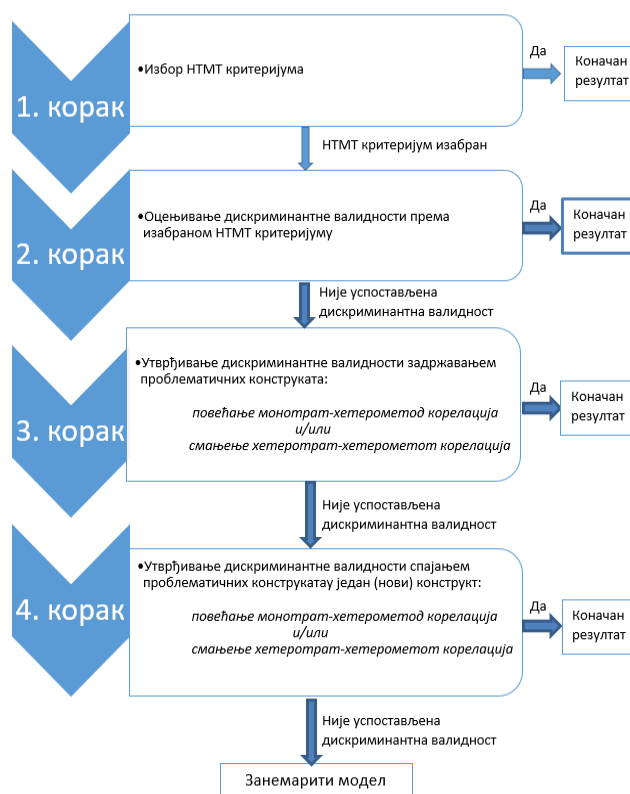 1. корак
•Избор НТМТ критеријума
Да
Коначан
резултат
НТМТ критеријум изабран
2. корак
•Оцењивање дискриминантне валидности према
изабраном НТМТ критеријуму
Да
Коначан
резултат
Није успостављена
дискриминантна валидност
3. корак
•Утврђивање дискриминантне валидности задржавањем
проблематичних конструката:
повећање монотрат-хетерометод корелација
и/или
смањење хетеротрат-хетерометот корелација
Да
Коначан
резултат
Није успостављена
дискриминантна валидност
4. корак
•Утврђивање дискриминантне валидности спајањем
проблематичних конструкатау један (нови) конструкт:
повећање монотрат-хетерометод корелација
и/или
смањење хетеротрат-хетерометот корелација
Да
Коначан
резултат
Није успостављена
дискриминантна валидност
Занемарити модел